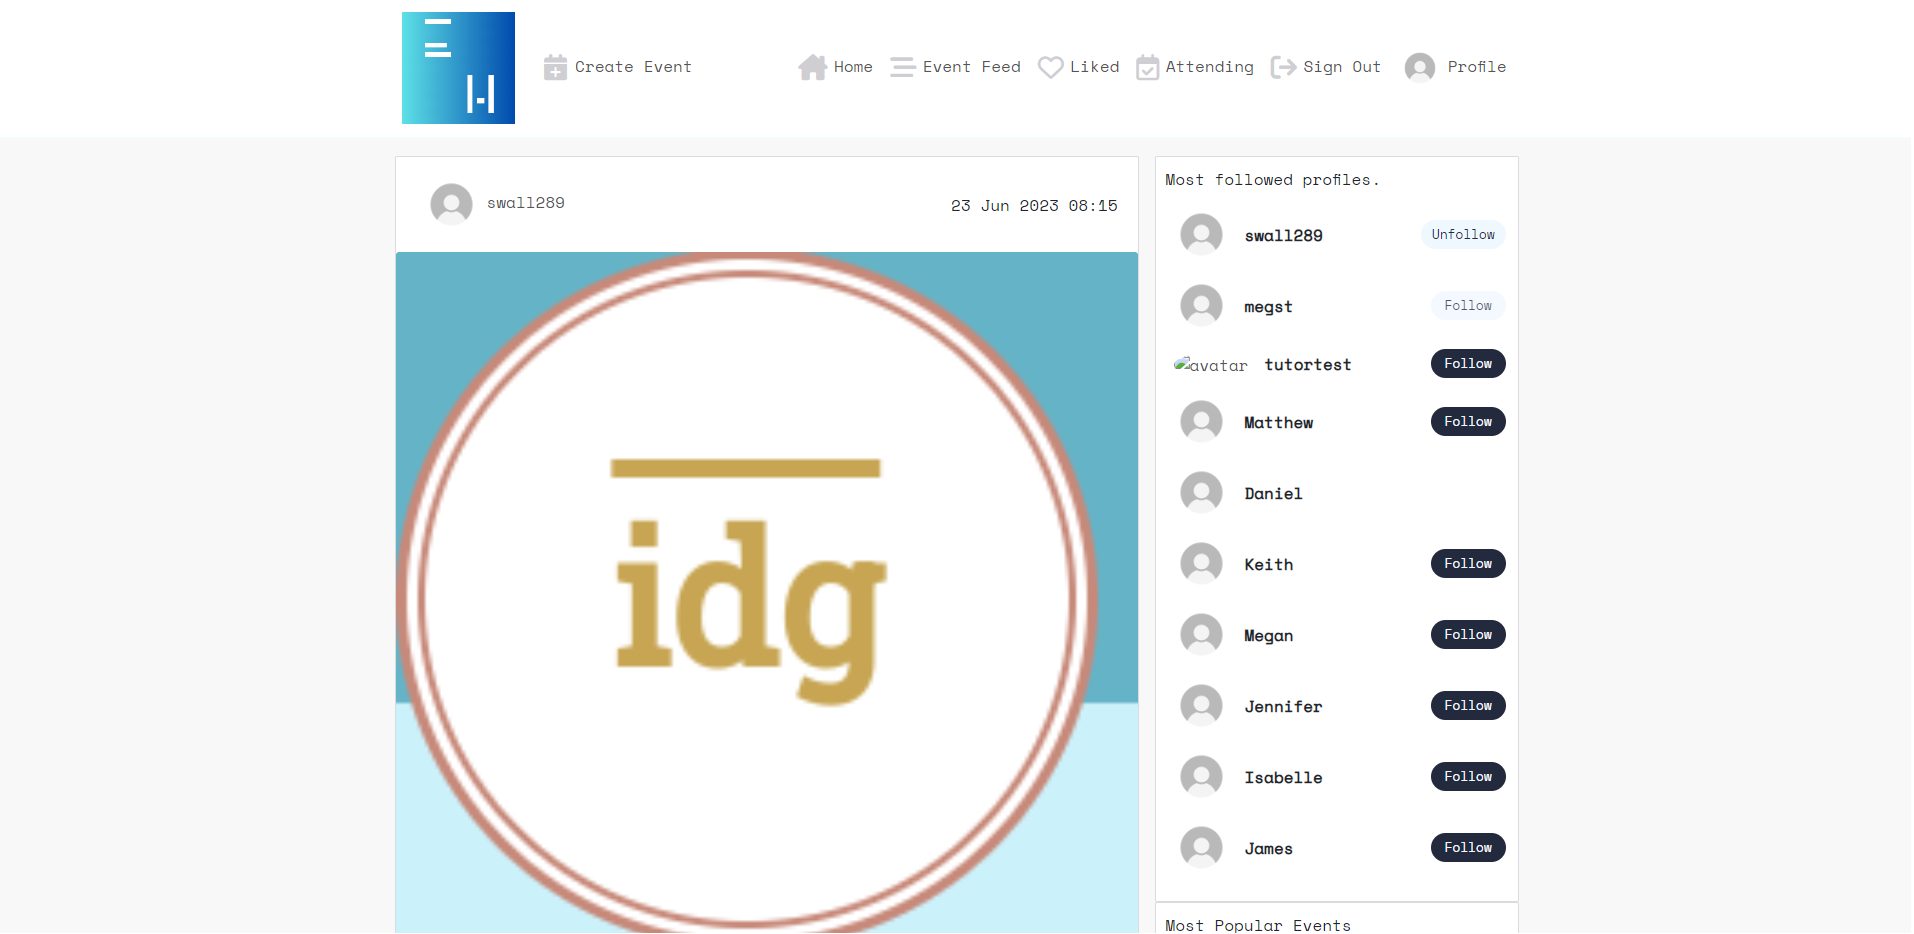 Create Event
Home
Event Feed
Liked
Attending
Sign Out
Profile
swall289
23 Jun 2023 08:15
idg
Most followed profiles.
swall289
Unfollow
megst
Follow
avatar
tutortest
Follow
Matthew
Follow
Daniel
Keith
Follow
Megan
Follow
Jennifer
Follow
Isabelle
Follow
James
Follow
Most Popular Events